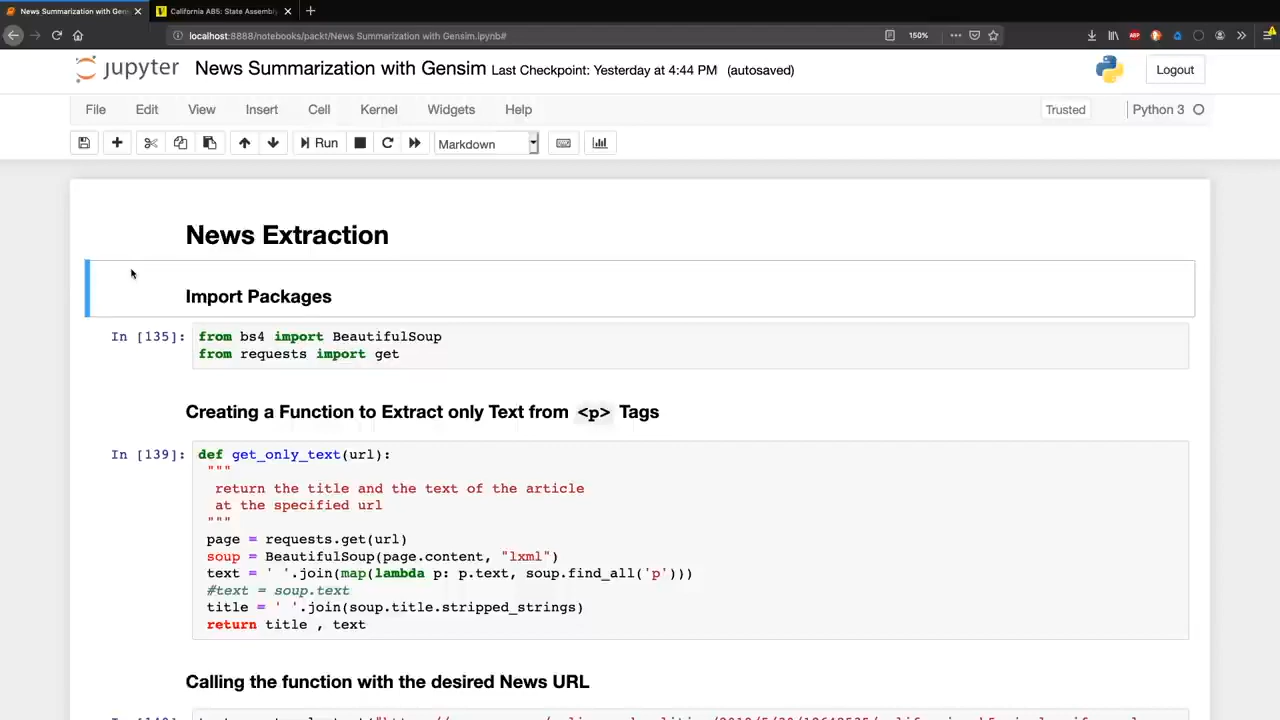 News Summarization with Gens
California AB5: State Assembly
localhost:8888/notebooks/packt/News Summarization with Gensim.ipynb#
150%
ABP
jupyter News Summarization with Gensim Last Checkpoint: Yesterday at 4:44 PM (autosaved)
Logout
File Edit View Insert Cell Kernel Widgets Help
Trusted
Python 3
Run
Markdown
News Extraction
Import Packages
In [135]: from bs4 import BeautifulSoup
from requests import get
Creating a Function to Extract only Text from <p> Tags
In [139]: def get_only_text(url):
"""
return the title and the text of the article
at the specified url
"""
page = requests.get(url)
soup = BeautifulSoup(page.content, "lxml")
text = ' '.join(map(lambda p: p.text, soup.find_all('p')))
#text = soup.text
title = ' '.join(soup.title.stripped_strings)
return title , text
Calling the function with the desired News URL